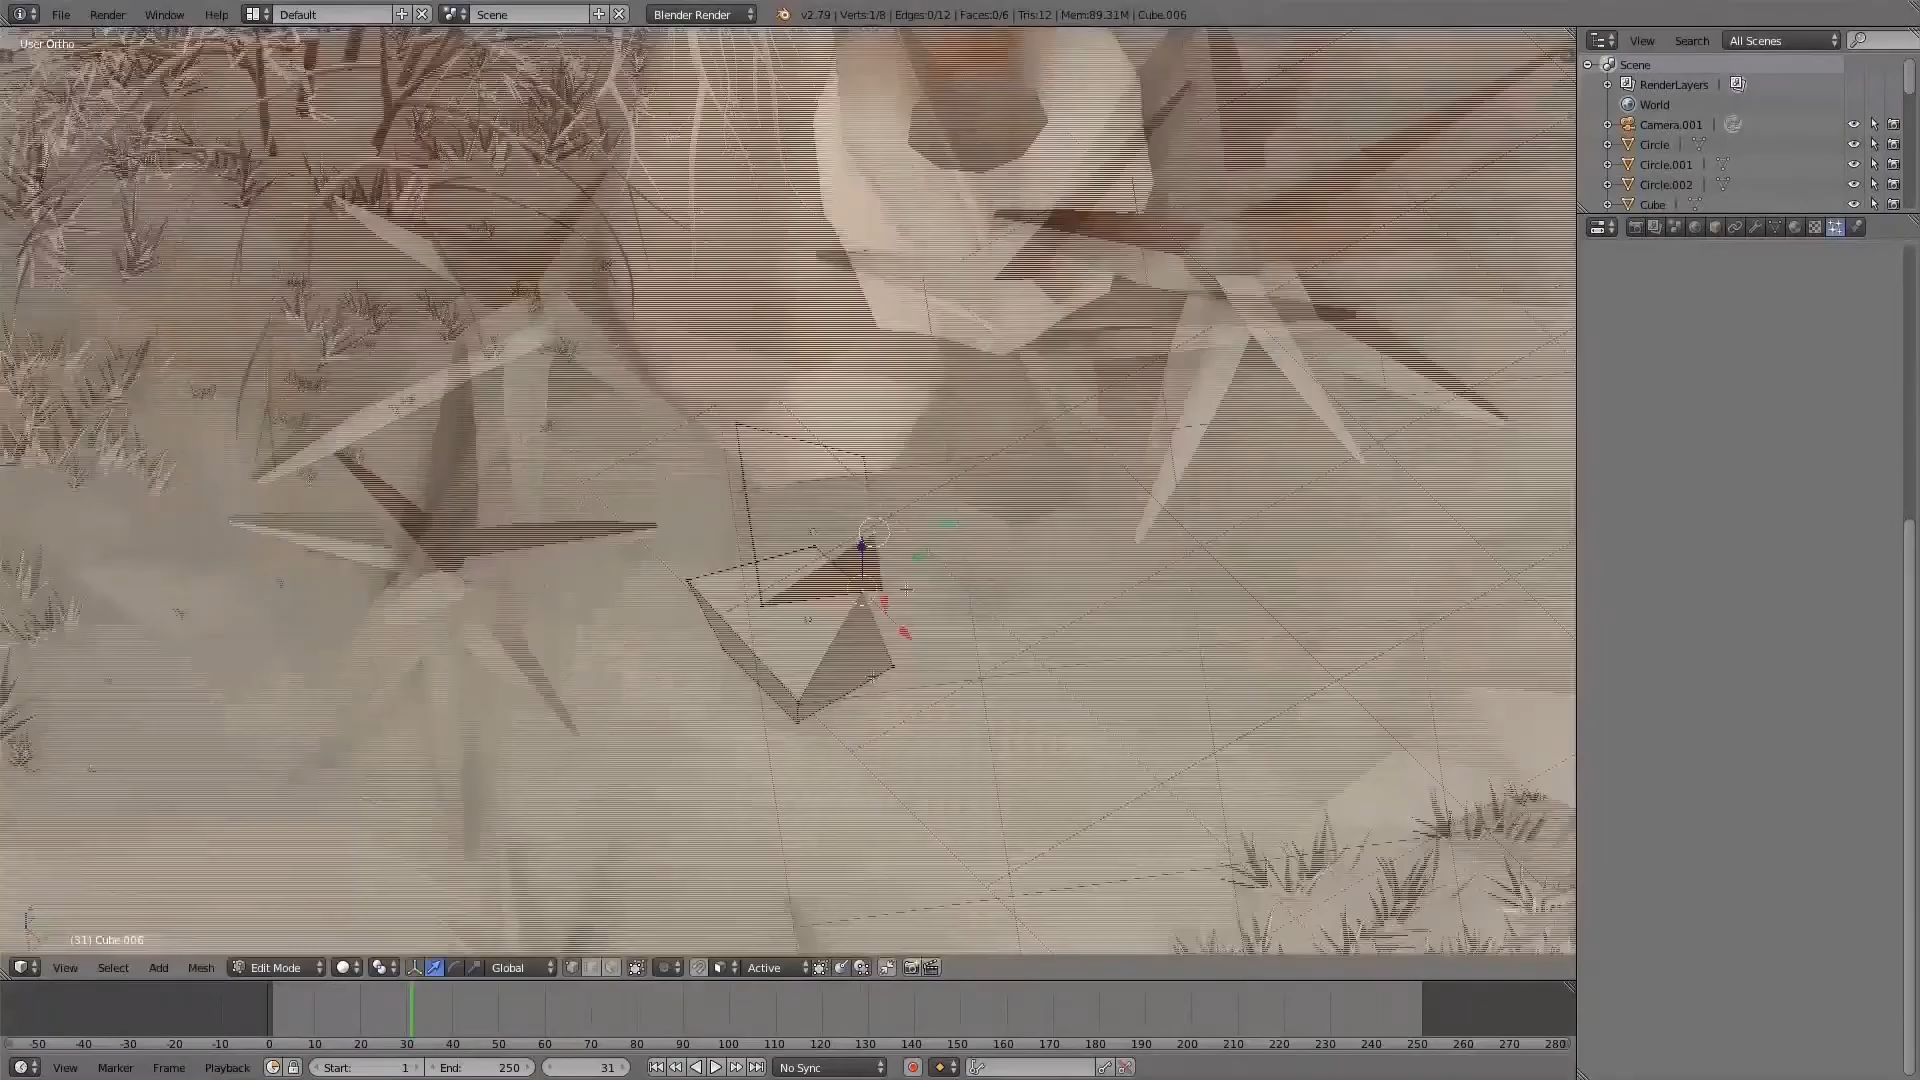 File Render Window Help Default Scene Blender Render v2.79 | Verts:1/8 | Edges:0/12 | Faces:0/6 | Tris:12 | Mem:89.31M | Cube.006
User Ortho
View Search All Scenes
Scene
RenderLayers
World
Camera.001
Circle
Circle.001
Circle.002
Cube
(31) Cube.006
View Select Add Mesh Edit Mode Global Active
-50 -40 -30 -20 -10 0 10 20 30 40 50 60 70 80 90 100 110 120 130 140 150 160 170 180 190 200 210 220 230 240 250 260 270 280
View Marker Frame Playback Start: 1 End: 250 31 No Sync